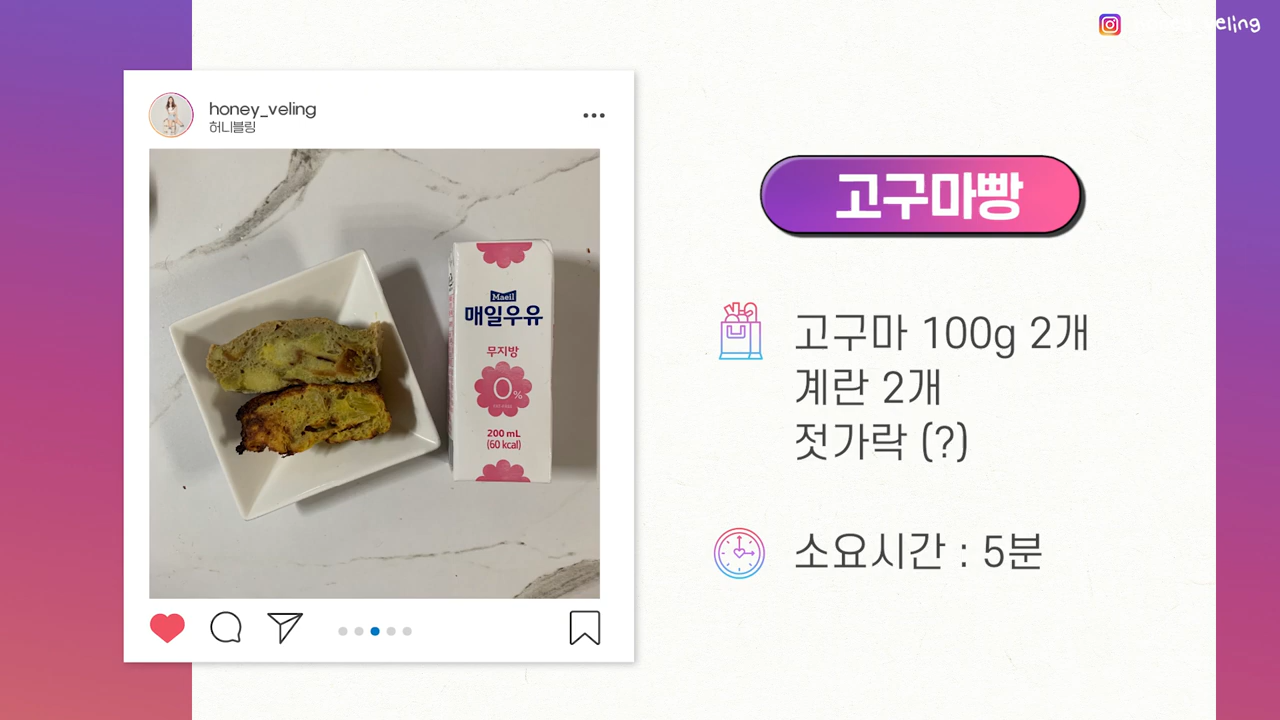 eling
honey_veling
허니블링
Maeil
매일우유
무지방
0%
200 mL
(60 kcal)
고구마빵
고구마 100g 2개
계란 2개
젓가락 (?)
소요시간 : 5분